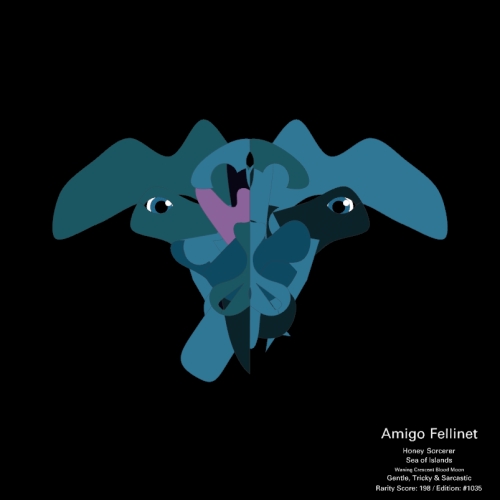 Amigo Fellinet
Honey Sorcerer
Sea of Islands
Waning Crescent Blood Moon
Gentle, Tricky & Sarcastic
Rarity Score: 198 / Edition: #1035